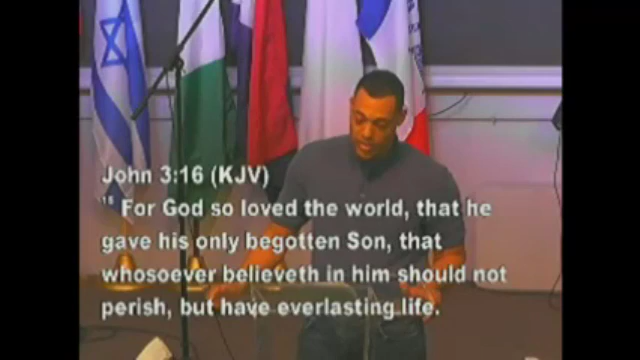 John 3:16 (KJV)
16 For God so loved the world, that he
gave his only begotten Son, that
whosoever believeth in him should not
perish, but have everlasting life.